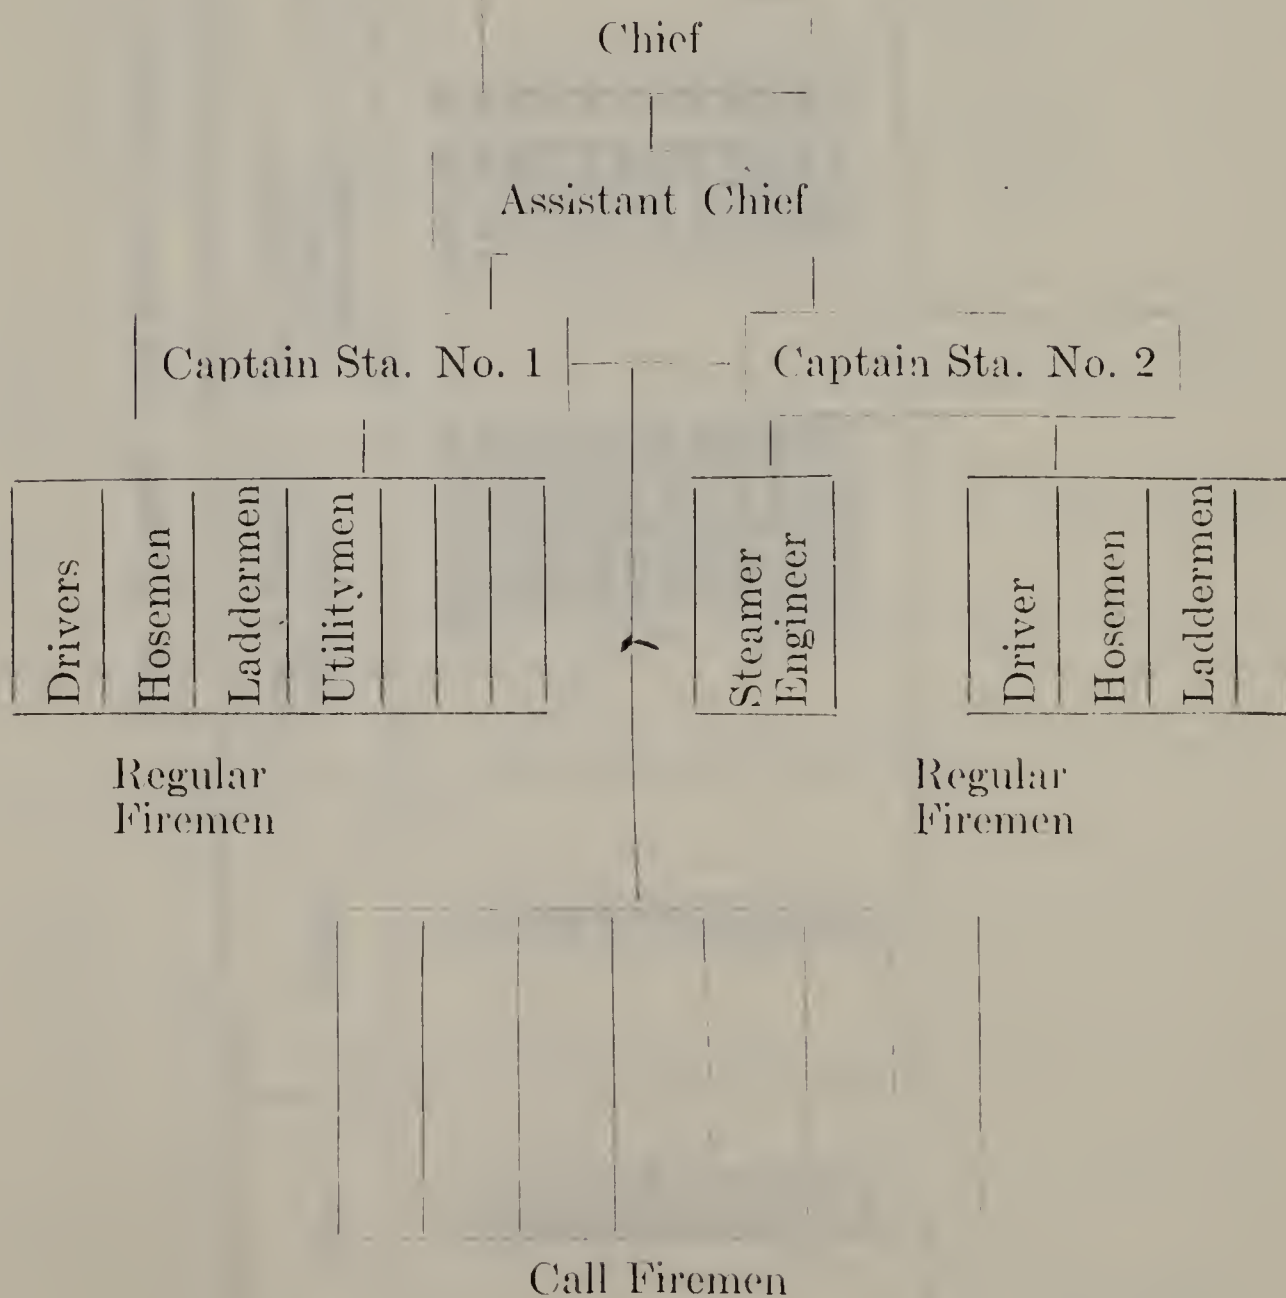 Chief
Assistant Chief
Captain Sta. No. 1
Captain Sta. No. 2
Drivers
Hosemen
Laddermen
Utilitymen
Steamer
Engineer
Driver
Hosemen
Laddermen
Regular
Firemen
Regular
Firemen
Call Firemen